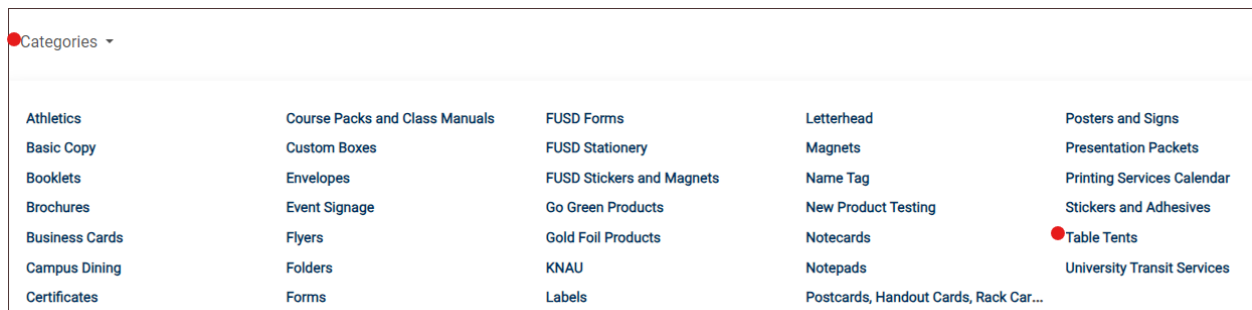 Categories
Athletics
Basic Copy
Booklets
Brochures
Business Cards
Campus Dining
Certificates
Course Packs and Class Manuals
Custom Boxes
Envelopes
Event Signage
Flyers
Folders
Forms
FUSD Forms
FUSD Stationery
FUSD Stickers and Magnets
Go Green Products
Gold Foil Products
KNAU
Labels
Letterhead
Magnets
Name Tag
New Product Testing
Notecards
Notepads
Postcards, Handout Cards, Rack Car...
Posters and Signs
Presentation Packets
Printing Services Calendar
Stickers and Adhesives
Table Tents
University Transit Services